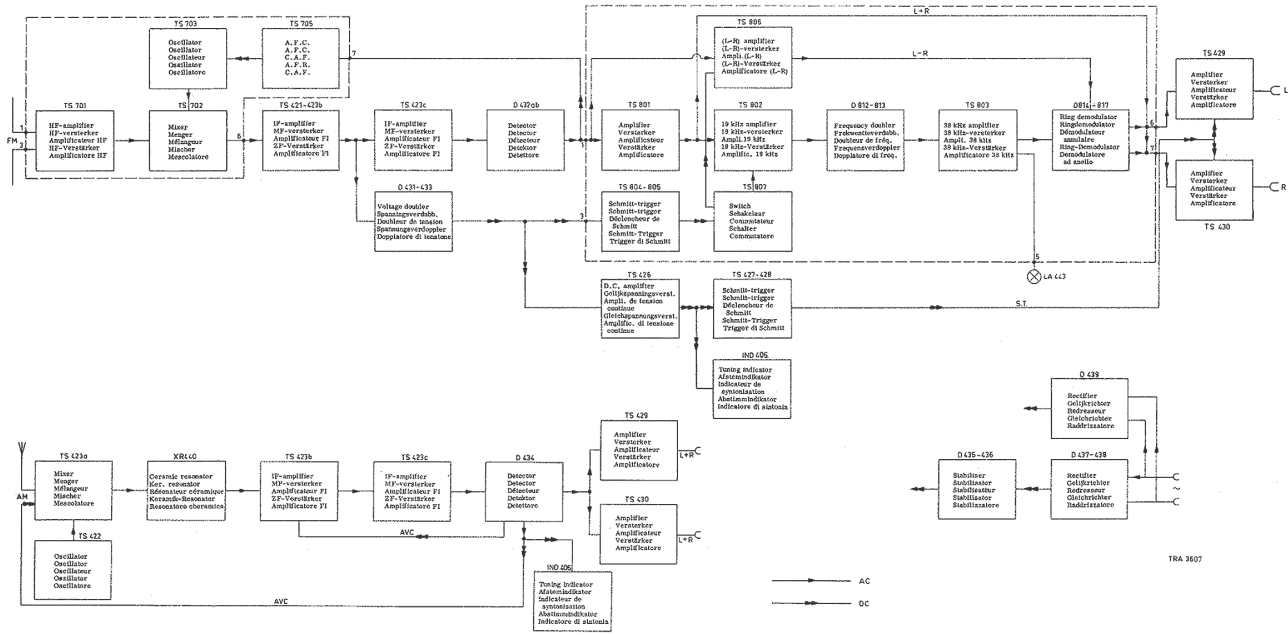 TS 703
Oscillator
Oscillator
Oscillateur
Oszillator
Oscillatore
TS 705
A.F.C.
A.F.C.
C.A.F.
A.F.R.
C.A.F.
7
L+R
TS 806
(L-R) amplifier
(L-R)-versterker
Ampli. (L-R)
(L-R)-Verstärker
Amplificatore (L-R)
L-R
TS 429
Amplifier
Versterker
Amplificateur
Verstärker
Amplificatore
L
FM
1
3
TS 701
HF-amplifier
HF-versterker
Amplificateur HF
HF-Verstärker
Amplificatore HF
TS 702
Mixer
Menger
Mélangeur
Mischer
Mescolatore
6
TS 421-423b
IF-amplifier
MF-versterker
Amplificateur FI
ZF-Verstärker
Amplificatore FI
TS 423c
IF-amplifier
MF-versterker
Amplificateur FI
ZF-Verstärker
Amplificatore FI
D 432ab
Detector
Detector
Détecteur
Detektor
Detettore
1
TS 801
Amplifier
Versterker
Amplificateur
Verstärker
Amplificatore
TS 802
19 kHz amplifier
19 kHz-versterker
Ampli. 19 kHz
19 kHz-Verstärker
Amplific. 19 kHz
D 812-813
Frequency doubler
Frekwentieverdubb.
Doubleur de fréq.
Frequenzverdoppler
Doppiatore di freq.
TS 803
38 kHz amplifier
38 kHz-versterker
Ampli. 38 kHz
38 kHz-Verstärker
Amplificatore 38 kHz
D814-817
Ring demodulator
Ringdemodulator
Démodulateur
annulaire
Ring-Demodulator
Demodulatore
ad anello
6
7
Amplifier
Versterker
Amplificateur
Verstärker
Amplificatore
TS 430
R
D 431-433
Voltage doubler
Spanningsverdubb.
Doubleur de tension
Spannungsverdoppler
Doppiatore di tensione
3
TS 804-805
Schmitt-trigger
Schmitt-trigger
Déclencheur de
Schmitt
Schmitt-Trigger
Trigger di Schmitt
TS 807
Switch
Schakelaar
Commutateur
Schalter
Commutatore
5
LA 443
TS 426
D.C. amplifier
Gelijkspanningsverst.
Ampli. de tension
continue
Gleichspannungsverst.
Amplific. di tensione
continue
TS 427-428
Schmitt-trigger
Schmitt-trigger
Déclencheur de
Schmitt
Schmitt-Trigger
Trigger di Schmitt
S.T.
IND 405
Tuning indicator
Afstemindikator
Indicateur de
syntonisation
Abstimmindikator
Indicatore di sintonia
D 439
Rectifier
Gelijkrichter
Redresseur
Gleichrichter
Raddrizzatore
AM
TS 423a
Mixer
Menger
Mélangeur
Mischer
Mescolatore
XR440
Ceramic resonator
Ker. resonator
Résonateur céramique
Keramik-Resonator
Resonatore ceramica
TS 423b
IF-amplifier
MF-versterker
Amplificateur FI
ZF-Verstärker
Amplificatore FI
TS 423c
IF-amplifier
MF-versterker
Amplificateur FI
ZF-Verstärker
Amplificatore FI
D 434
Detector
Detector
Détecteur
Detektor
Detettore
TS 429
Amplifier
Versterker
Amplificateur
Verstärker
Amplificatore
L+R
TS 430
Amplifier
Versterker
Amplificateur
Verstärker
Amplificatore
L+R
D 435-436
Stabiliser
Stabilisator
Stabilisateur
Stabilisator
Stabilizzatore
D 437-438
Rectifier
Gelijkrichter
Redresseur
Gleichrichter
Raddrizzatore
~
AVC
TS 422
Oscillator
Oscillator
Oscillateur
Oszillator
Oscillatore
AVC
IND 405
Tuning indicator
Afstemindikator
Indicateur de
syntonisation
Abstimmindikator
Indicatore di sintonia
AC
DC
TRA 3607